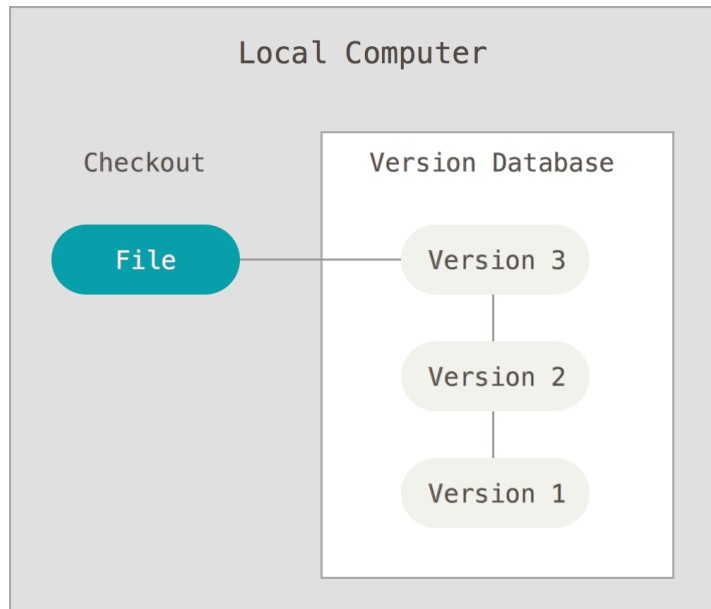 Local Computer
Checkout
Version Database
File
Version 3
Version 2
Version 1